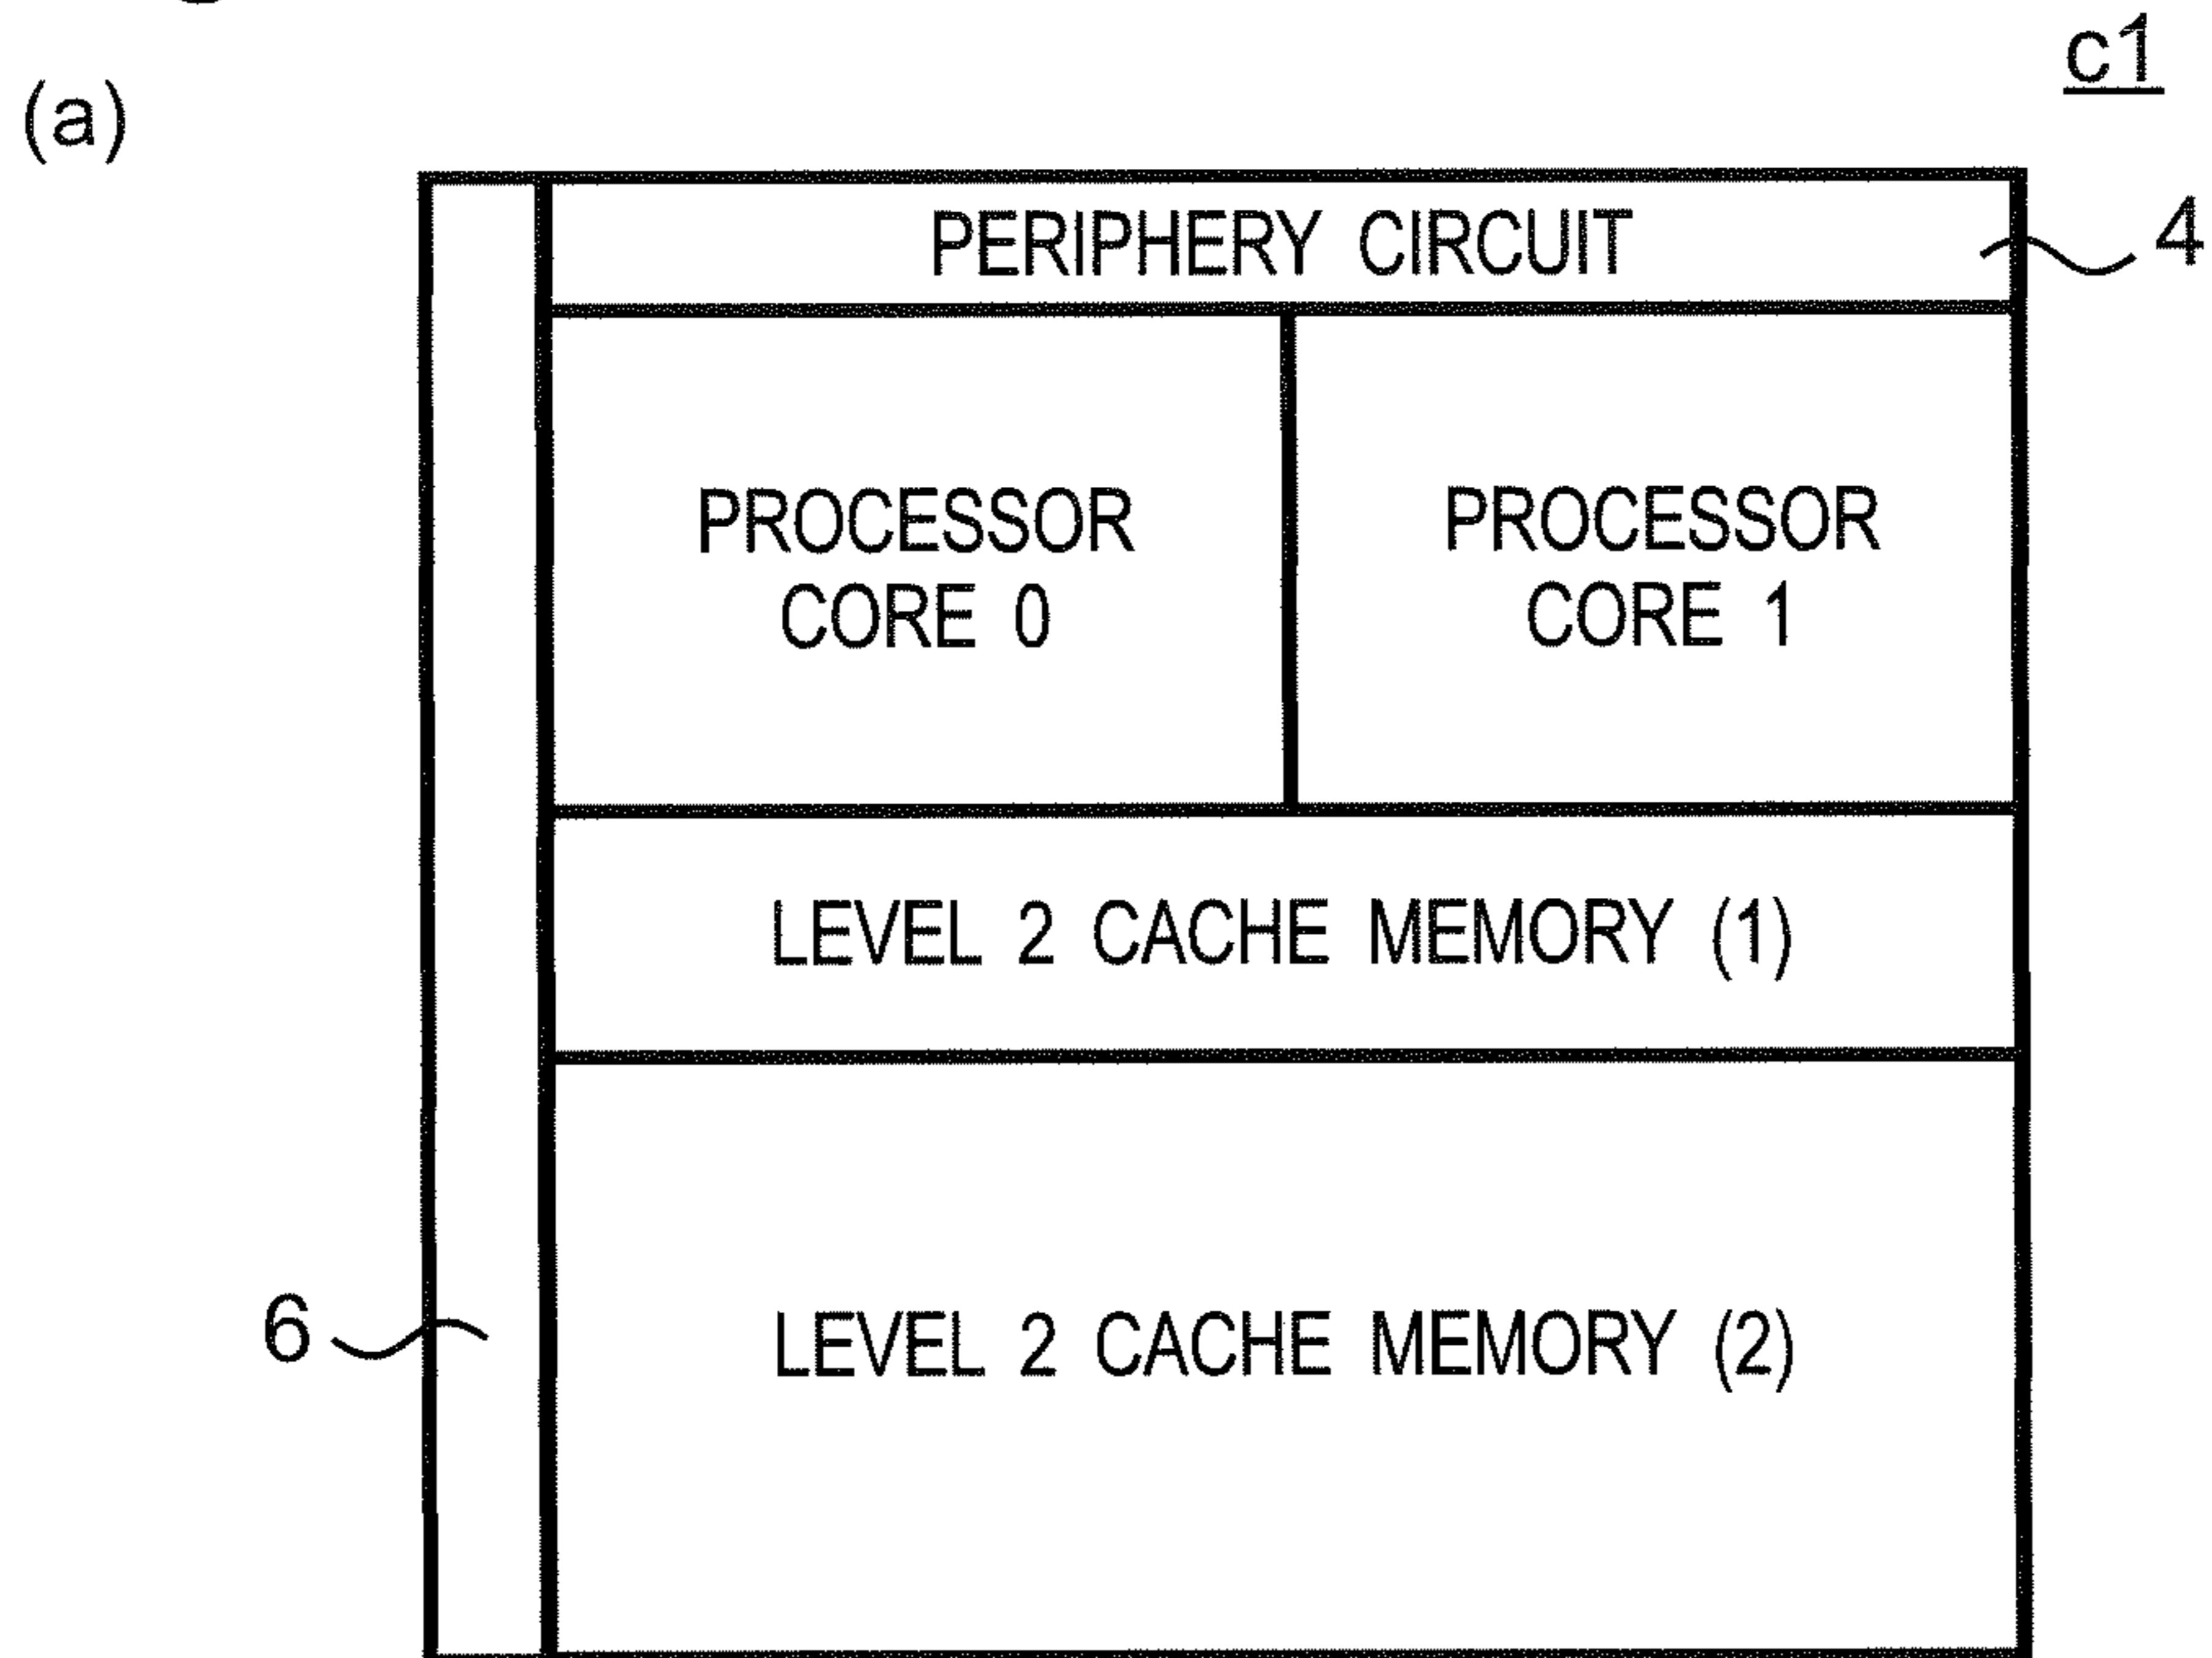 c1
(a)
PERIPHERY CIRCUIT
4
PROCESSOR
CORE 0
PROCESSOR
CORE 1
LEVEL 2 CACHE MEMORY (1)
LEVEL 2 CACHE MEMORY (2)
6